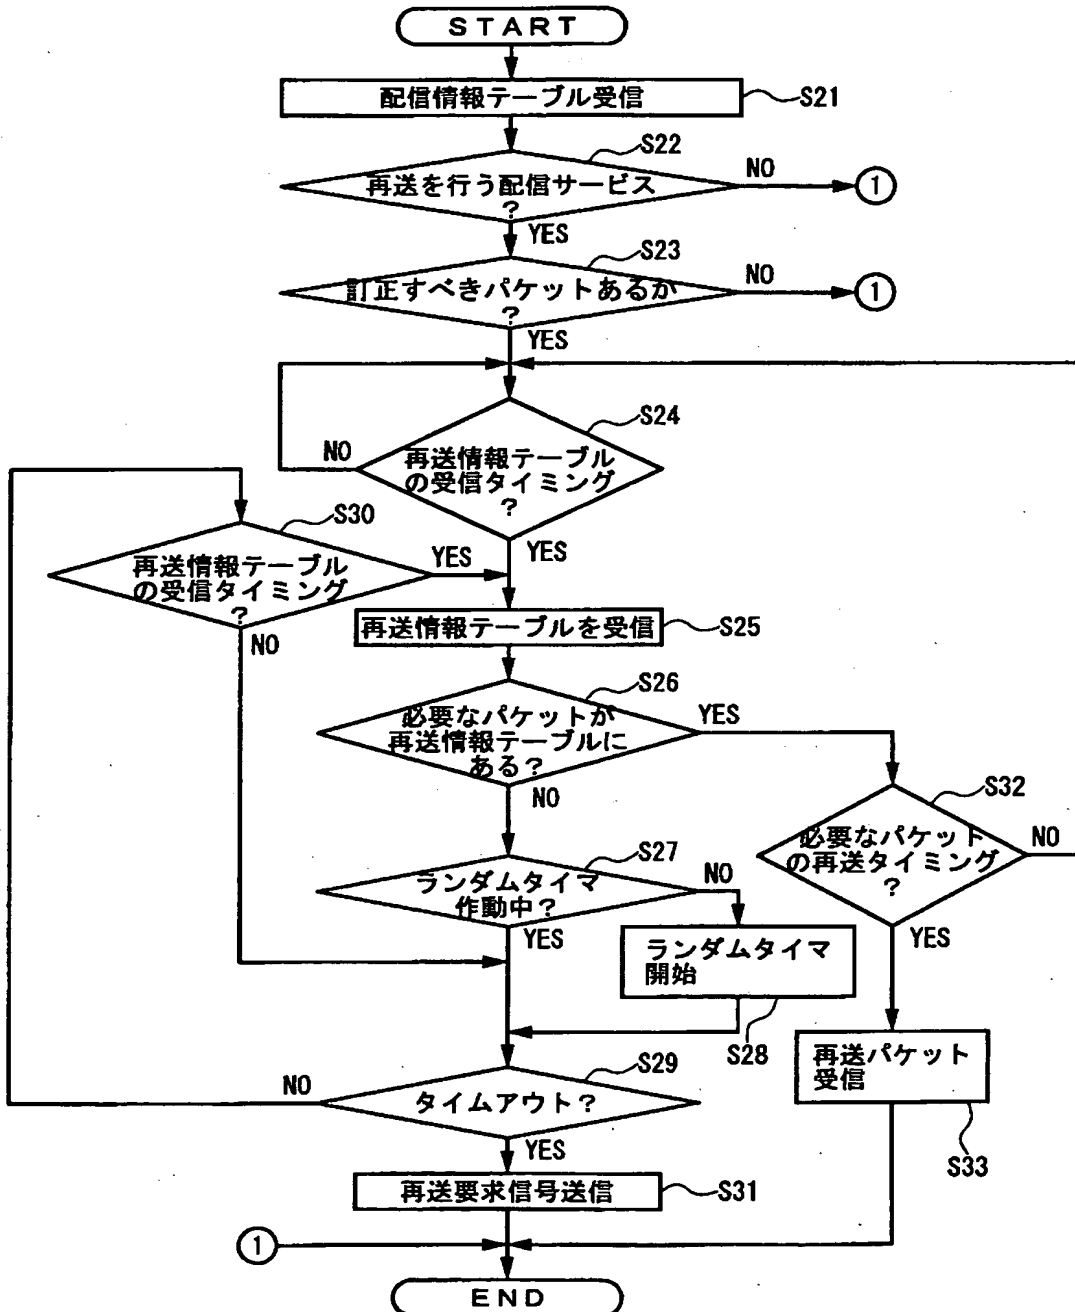 START
配信情報テーブル受信
S21
S22
再送を行う配信サービス
?
NO
1
YES
S23
訂正すべきパケットあるか
?
NO
1
YES
S24
再送情報テーブル
の受信タイミング
?
NO
YES
S30
再送情報テーブル
の受信タイミング
?
YES
NO
再送情報テーブルを受信
S25
S26
必要なパケットが
再送情報テーブルに
ある?
YES
NO
S32
必要なパケット
の再送タイミング
?
NO
YES
S27
ランダムタイマ
作動中?
NO
YES
ランダムタイマ
開始
S28
再送パケット
受信
S33
S29
タイムアウト?
NO
YES
再送要求信号送信
S31
1
END